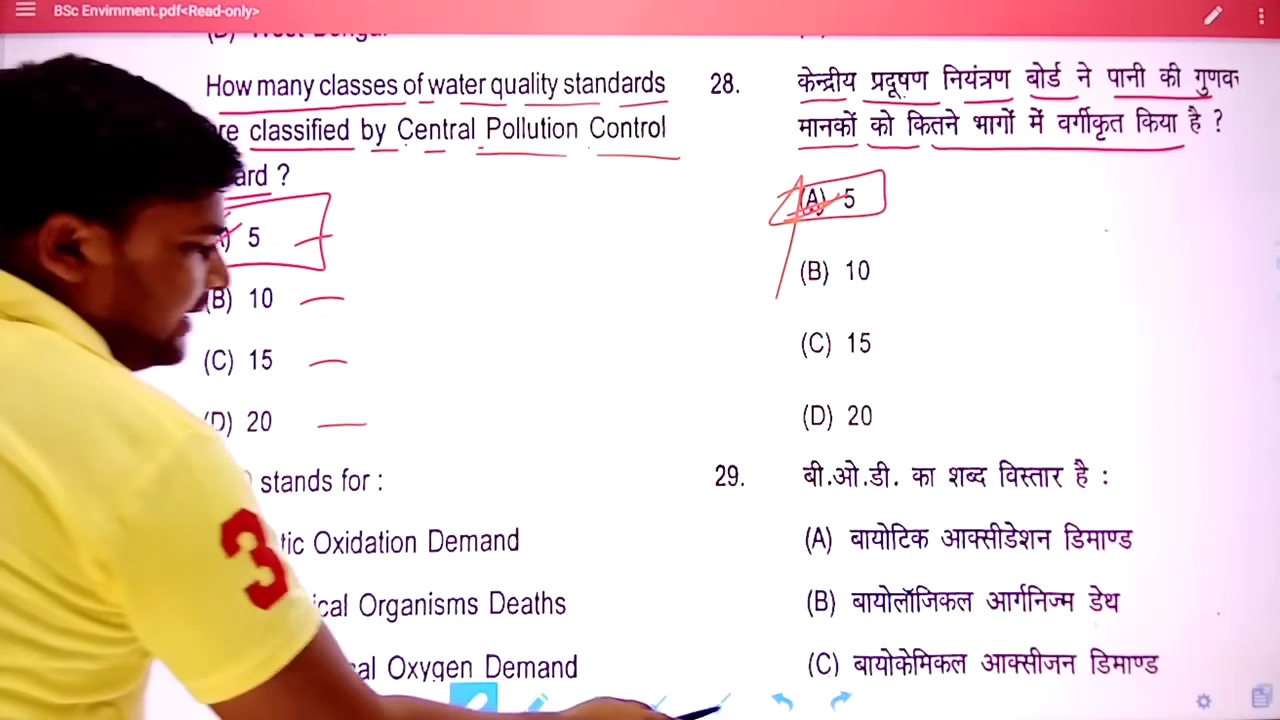 BSc Envirnment.pdf<Read-only>
How many classes of water quality standards
classified by Central Pollution Control
?
5
(B) 10
(C) 15
(D) 20
stands for :
Oxidation Demand
Organisms Deaths
Oxygen Demand
28. केन्द्रीय प्रदूषण नियंत्रण बोर्ड ने पानी की
मानकों को कितने भागों में वर्गीकृत किया है ?
(A) 5
(B) 10
(C) 15
(D) 20
29. बी.ओ.डी. का शब्द विस्तार है :
(A) बायोटिक आक्सीडेशन डिमाण्ड
(B) बायोलॉजिकल आर्गनिज्म डेथ
(C) बायोकेमिकल आक्सीजन डिमाण्ड
3